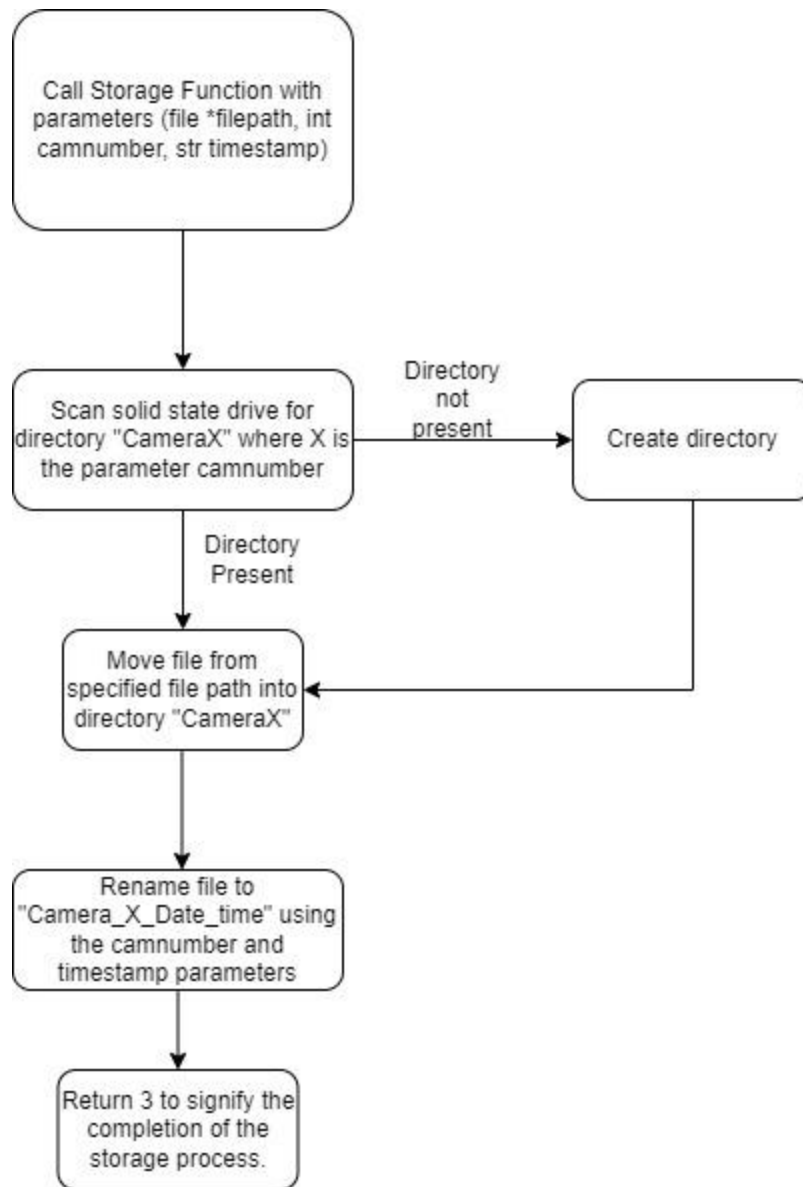 Call Storage Function with
parameters (file *filepath, int
camnumber, str timestamp)
Scan solid state drive for
directory "CameraX" where X is
the parameter camnumber
Directory
not
present
Create directory
Directory
Present
Move file from
specified file path into
directory "CameraX"
Rename file to
"Camera_X_Date_time" using
the camnumber and
timestamp parameters
Return 3 to signify the
completion of the
storage process.